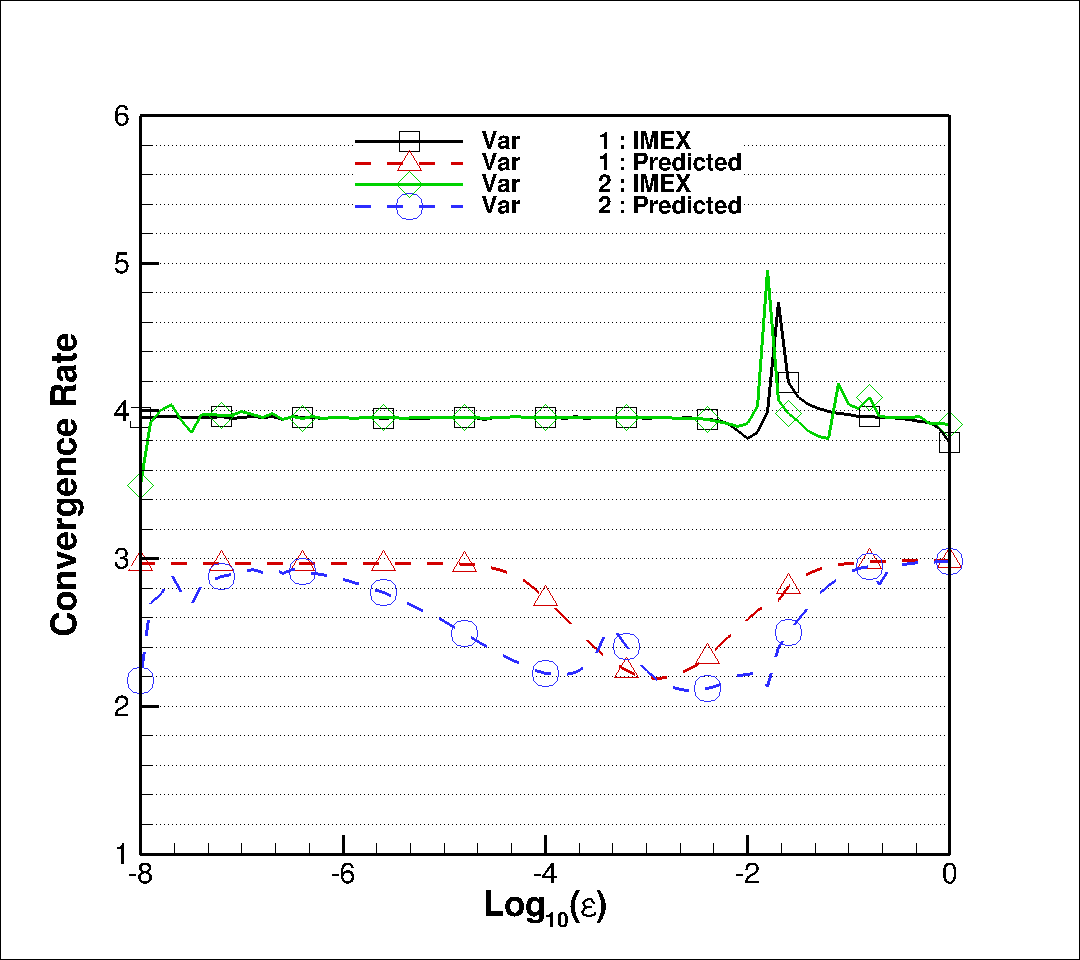 6
Var 1 : IMEX
Var 1 : Predicted
Var 2 : IMEX
Var 2 : Predicted
5
4
3
2
1
Convergence Rate
-8 -6 -4 -2 0
Log10(ε)